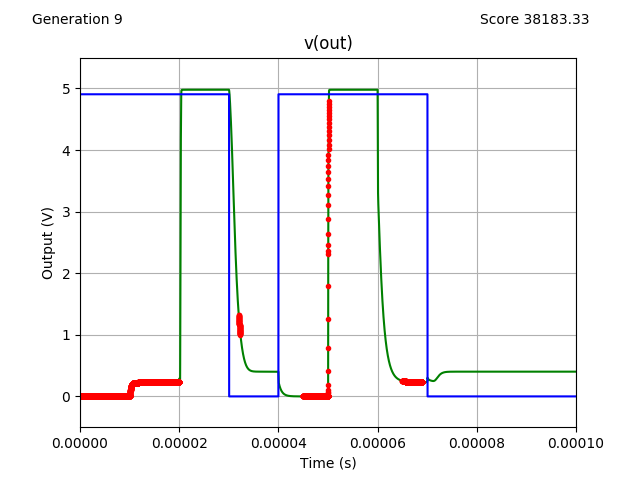 Generation 9
Score 38183.33
v(out)
Output (V)
5
4
3
2
1
0
0.00000
0.00002
0.00004
0.00006
0.00008
0.00010
Time (s)